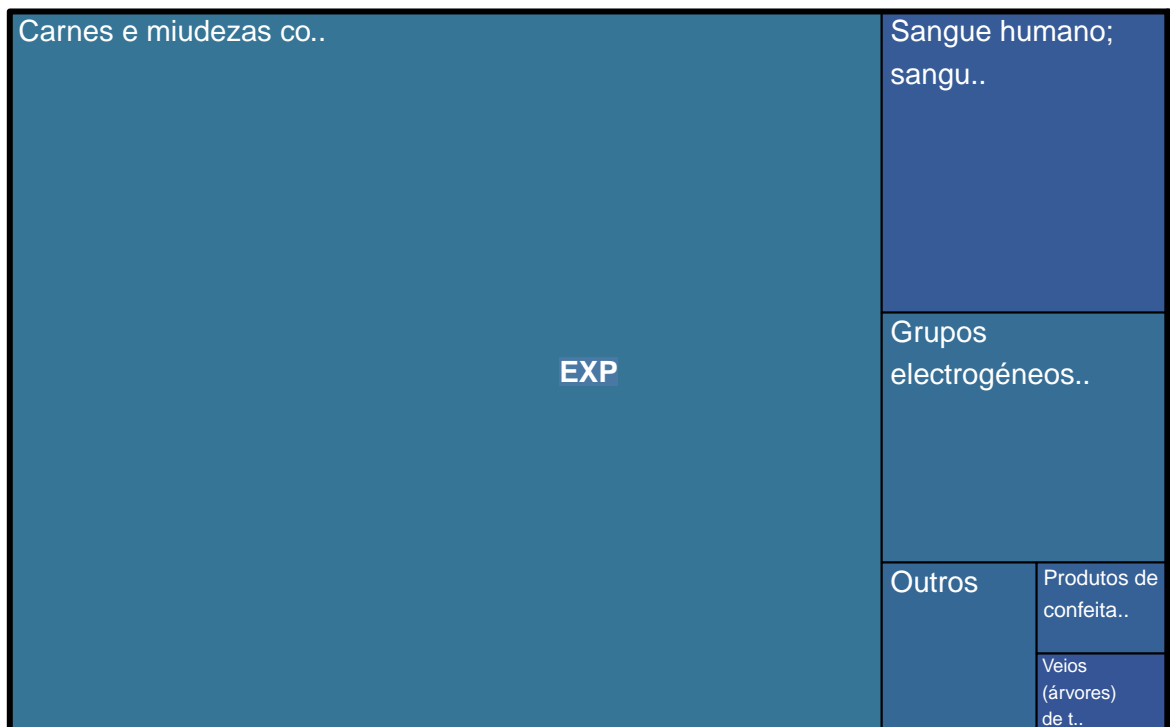 Carnes e miudezas co..
Sangue humano;
sangu..
EXP
Grupos
electrogéneos..
Outros
Produtos de
confeita..
Veios
(árvores)
de t..